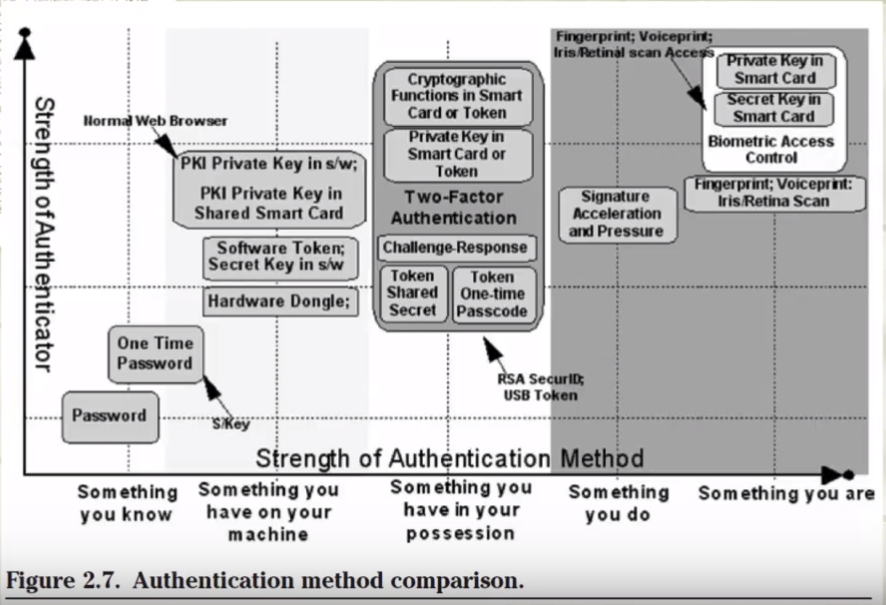 Fingerprint; Voiceprint;
Iris/Retinal scan Access
Private Key in
Smart Card
Secret Key in
Smart Card
Biometric Access
Control
Fingerprint; Voiceprint:
Iris/Retina Scan
Cryptographic
Functions in Smart
Card or Token
Private Key in
Smart Card or
Token
Two-Factor
Authentication
Challenge-Response
Token
Shared
Secret
Token
One-time
Passcode
RSA SecurID;
USB Token
Signature
Acceleration
and Pressure
Normal Web Browser
PKI Private Key in s/w;
PKI Private Key in
Shared Smart Card
Software Token;
Secret Key in s/w
Hardware Dongle;
One Time
Password
S/Key
Password
Strength of Authenticator
Strength of Authentication Method
Something
you know
Something you
have on your
machine
Something you
have in your
possession
Something
you do
Something you are
Figure 2.7. Authentication method comparison.